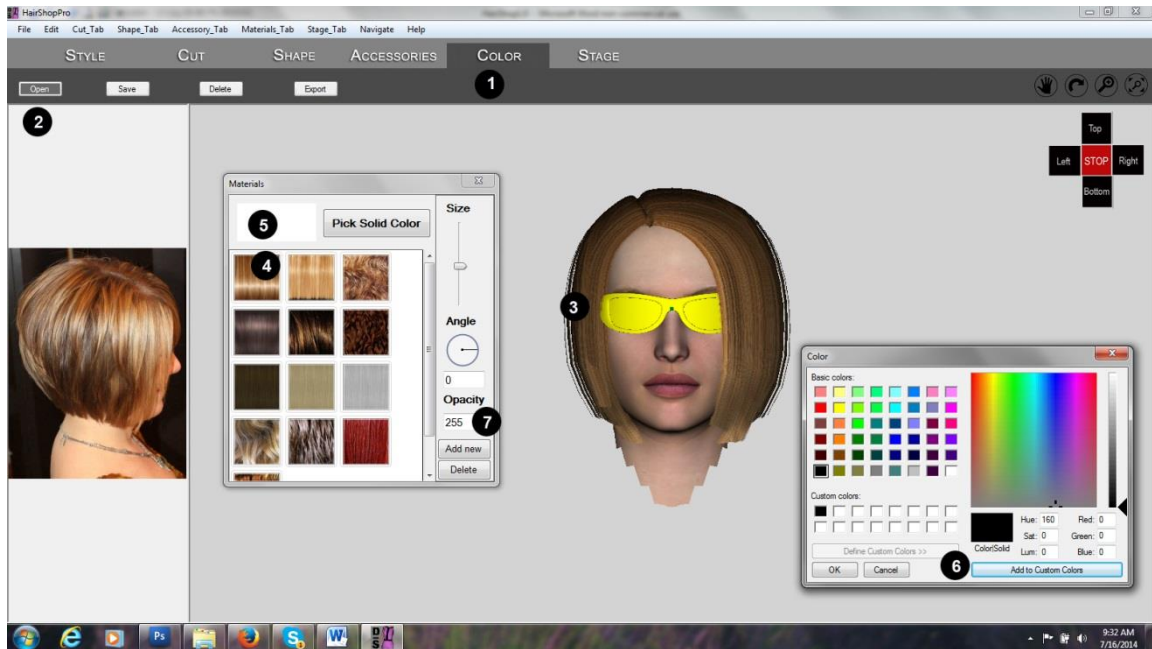 HairShopPro
File Edit Cut_Tab Shape_Tab Accessory_Tab Materials_Tab Stage_Tab Navigate Help
STYLE CUT SHAPE ACCESSORIES COLOR STAGE
1
Open Save Delete Export
2
Top
Left STOP Right
Bottom
Materials
5 Pick Solid Color
Size
4
3
Angle
0
Opacity
255 7
Add new
Delete
Color
Basic colors:
Custom colors:
Define Custom Colors >>
OK Cancel
Color|Solid
Hue: 160 Red: 0
Sat: 0 Green: 0
Lum: 0 Blue: 0
6 Add to Custom Colors
Ps
S
W
9:32 AM
7/16/2014